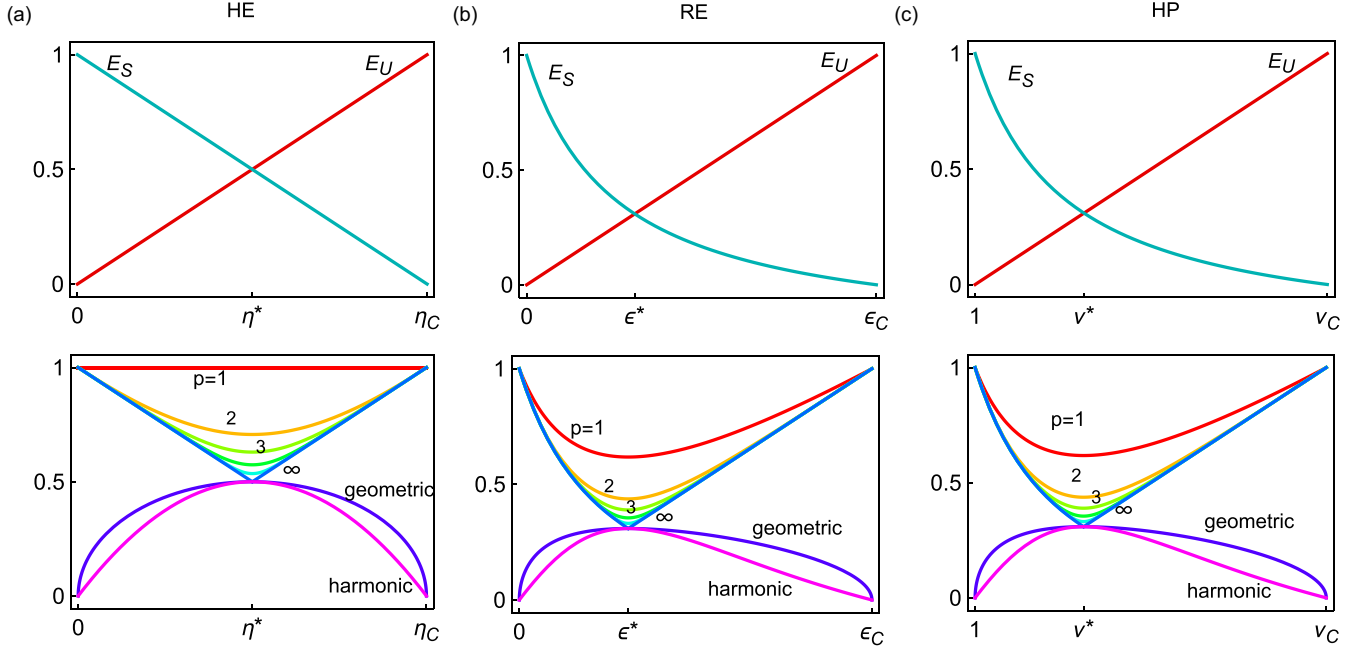 (a) HE
1
E_S E_U
0.5
0
0 η* η_C
1
p=1
2
3
∞
0.5
geometric
harmonic
0
0 η* η_C
(b) RE
1
E_S E_U
0.5
0
0 ϵ* ϵ_C
1
p=1
2
0.5
3
∞
geometric
harmonic
0
0 ϵ* ϵ_C
(c) HP
1
E_S E_U
0.5
0
1 ν* ν_C
1
p=1
2
0.5
3
∞
geometric
harmonic
0
1 ν* ν_C